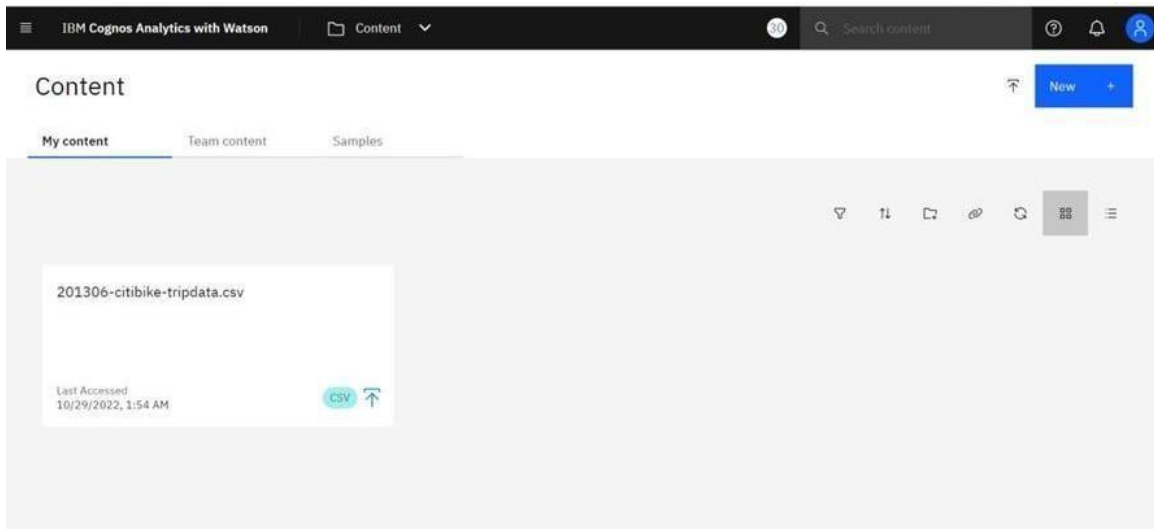 IBM Cognos Analytics with Watson
Content
30
Search content
Content
New +
My content
Team content
Samples
201306-citibike-tripdata.csv
Last Accessed
10/29/2022, 1:54 AM
CSV